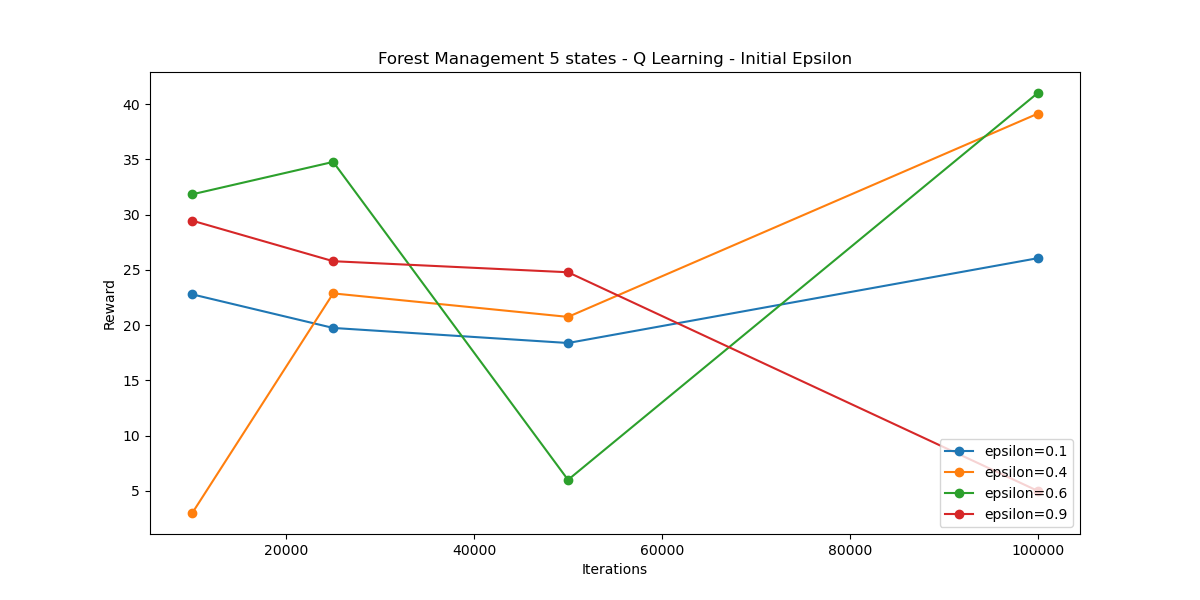 Forest Management 5 states - Q Learning - Initial Epsilon
Reward
40
35
30
25
20
15
10
5
epsilon=0.1
epsilon=0.4
epsilon=0.6
epsilon=0.9
20000 40000 60000 80000 100000
Iterations